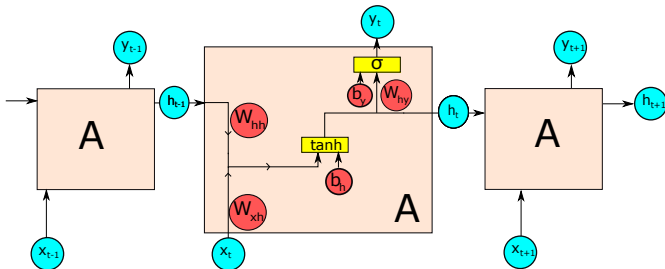 y_t-1
h_t-1
A
x_t-1
y_t
σ
b_y
W_hy
W_hh
tanh
b_h
W_xh
A
x_t
h_t
y_t+1
A
h_t+1
x_t+1